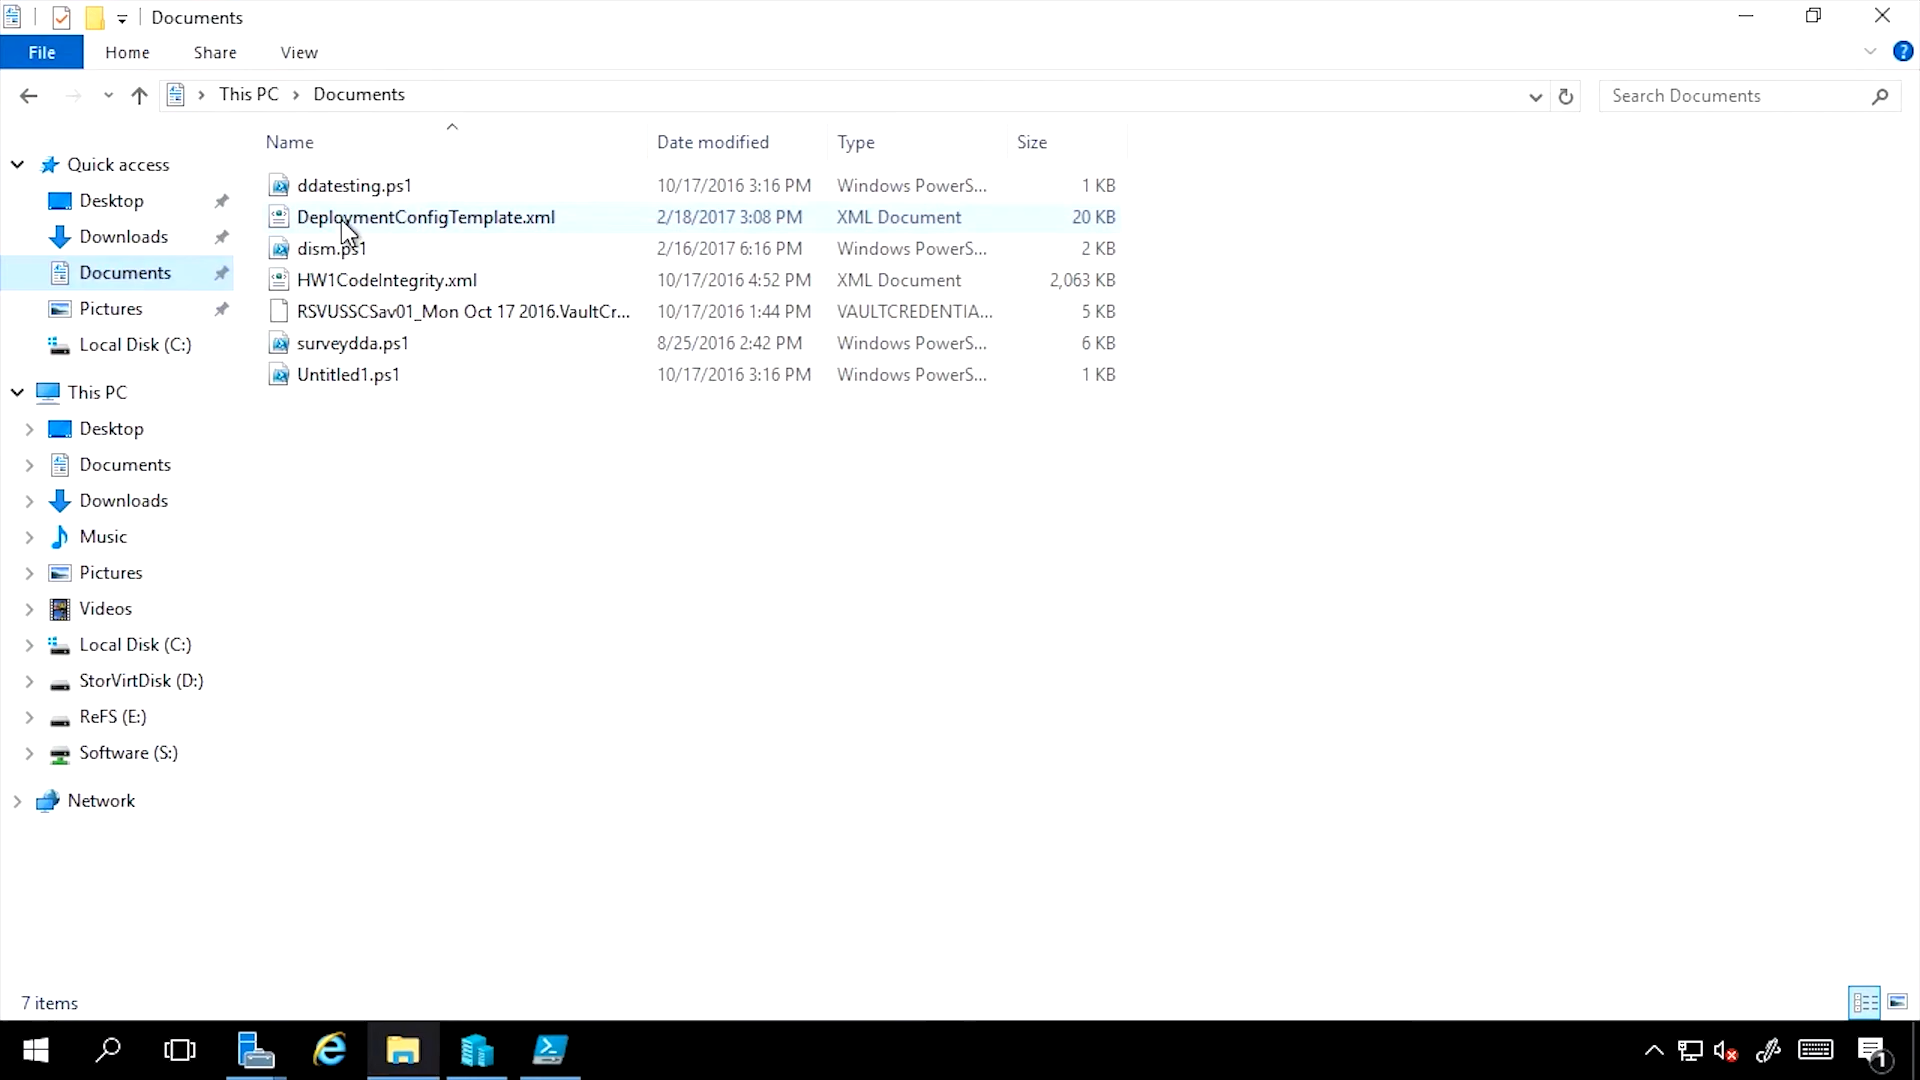 Documents
File Home Share View
This PC Documents
Search Documents
Name Date modified Type Size
Quick access
Desktop
Downloads
Documents
Pictures
Local Disk (C:)
This PC
Desktop
Documents
Downloads
Music
Pictures
Videos
Local Disk (C:)
StorVirtDisk (D:)
ReFS (E:)
Software (S:)
Network
ddatesting.ps1 10/17/2016 3:16 PM Windows PowerS... 1 KB
DeploymentConfigTemplate.xml 2/18/2017 3:08 PM XML Document 20 KB
dism.ps1 2/16/2017 6:16 PM Windows PowerS... 2 KB
HW1CodeIntegrity.xml 10/17/2016 4:52 PM XML Document 2,063 KB
RSVUSSCSav01_Mon Oct 17 2016.VaultCr... 10/17/2016 1:44 PM VAULTCREDENTIA... 5 KB
surveydda.ps1 8/25/2016 2:42 PM Windows PowerS... 6 KB
Untitled1.ps1 10/17/2016 3:16 PM Windows PowerS... 1 KB
7 items
1